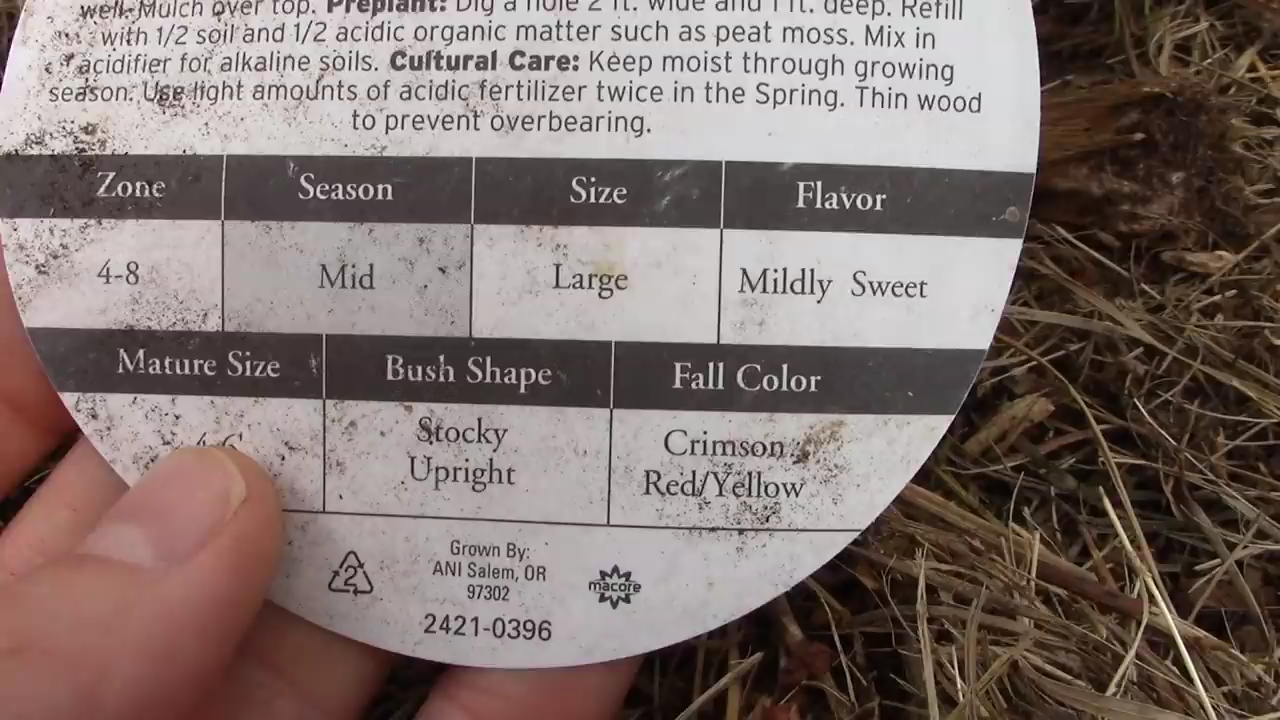 well. Mulch over top. Preplant: Dig a hole 2 ft. wide and 1 ft. deep. Refill
with 1/2 soil and 1/2 acidic organic matter such as peat moss. Mix in
acidifier for alkaline soils. Cultural Care: Keep moist through growing
season. Use light amounts of acidic fertilizer twice in the Spring. Thin wood
to prevent overbearing.
Zone Season Size Flavor
4-8 Mid Large Mildly Sweet
Mature Size Bush Shape Fall Color
Stocky Crimson
Upright Red/Yellow
2
Grown By:
ANI Salem, OR
97302
macore
2421-0396